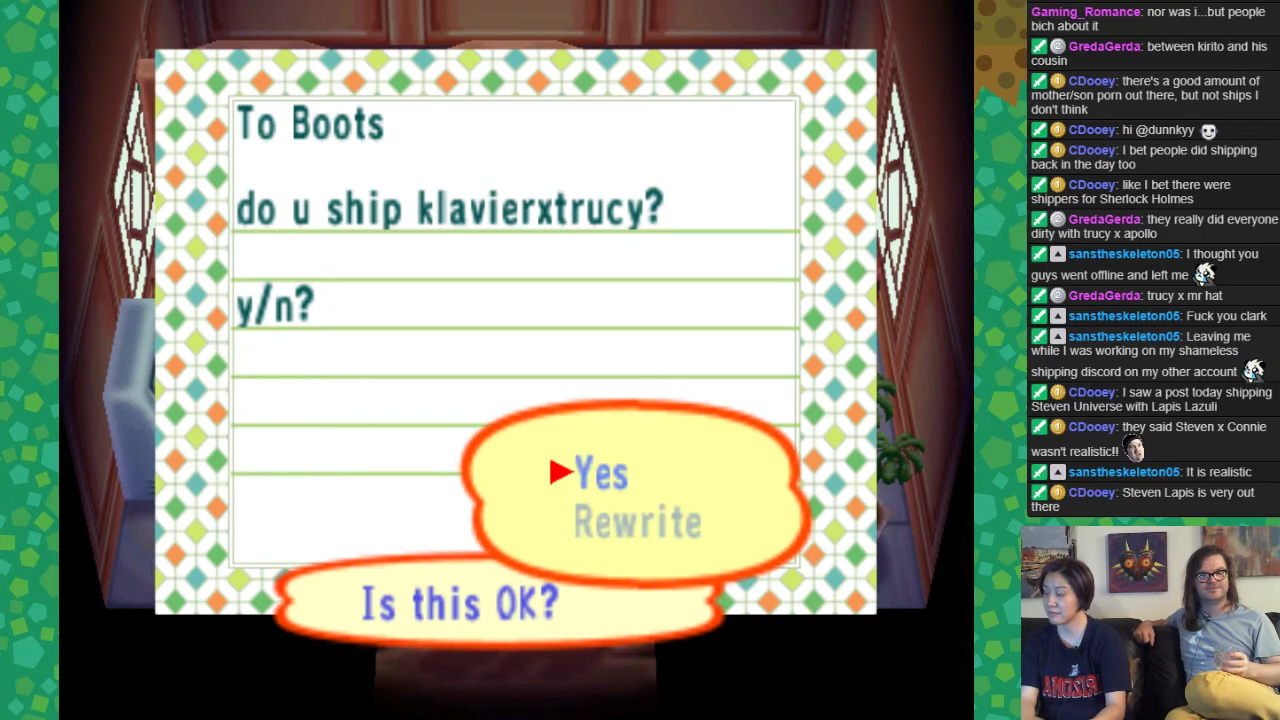 To Boots
do u ship klavierxtrucy?
y/n?
Yes
Rewrite
Is this OK?
Gaming_Romance: nor was i...but people
bich about it
GredaGerda: between kirito and his
cousin
CDooey: there's a good amount of
mother/son porn out there, but not ships I
don't think
CDooey: hi @dunnkyy
CDooey: I bet people did shipping
back in the day too
CDooey: like I bet there were
shippers for Sherlock Holmes
GredaGerda: they really did everyone
dirty with trucy x apollo
sanstheskeleton05: I thought you
guys went offline and left me
GredaGerda: trucy x mr hat
sanstheskeleton05: Fuck you clark
sanstheskeleton05: Leaving me
while I was working on my shameless
shipping discord on my other account
CDooey: I saw a post today shipping
Steven Universe with Lapis Lazuli
CDooey: they said Steven x Connie
wasn't realistic!!
sanstheskeleton05: It is realistic
CDooey: Steven Lapis is very out
there